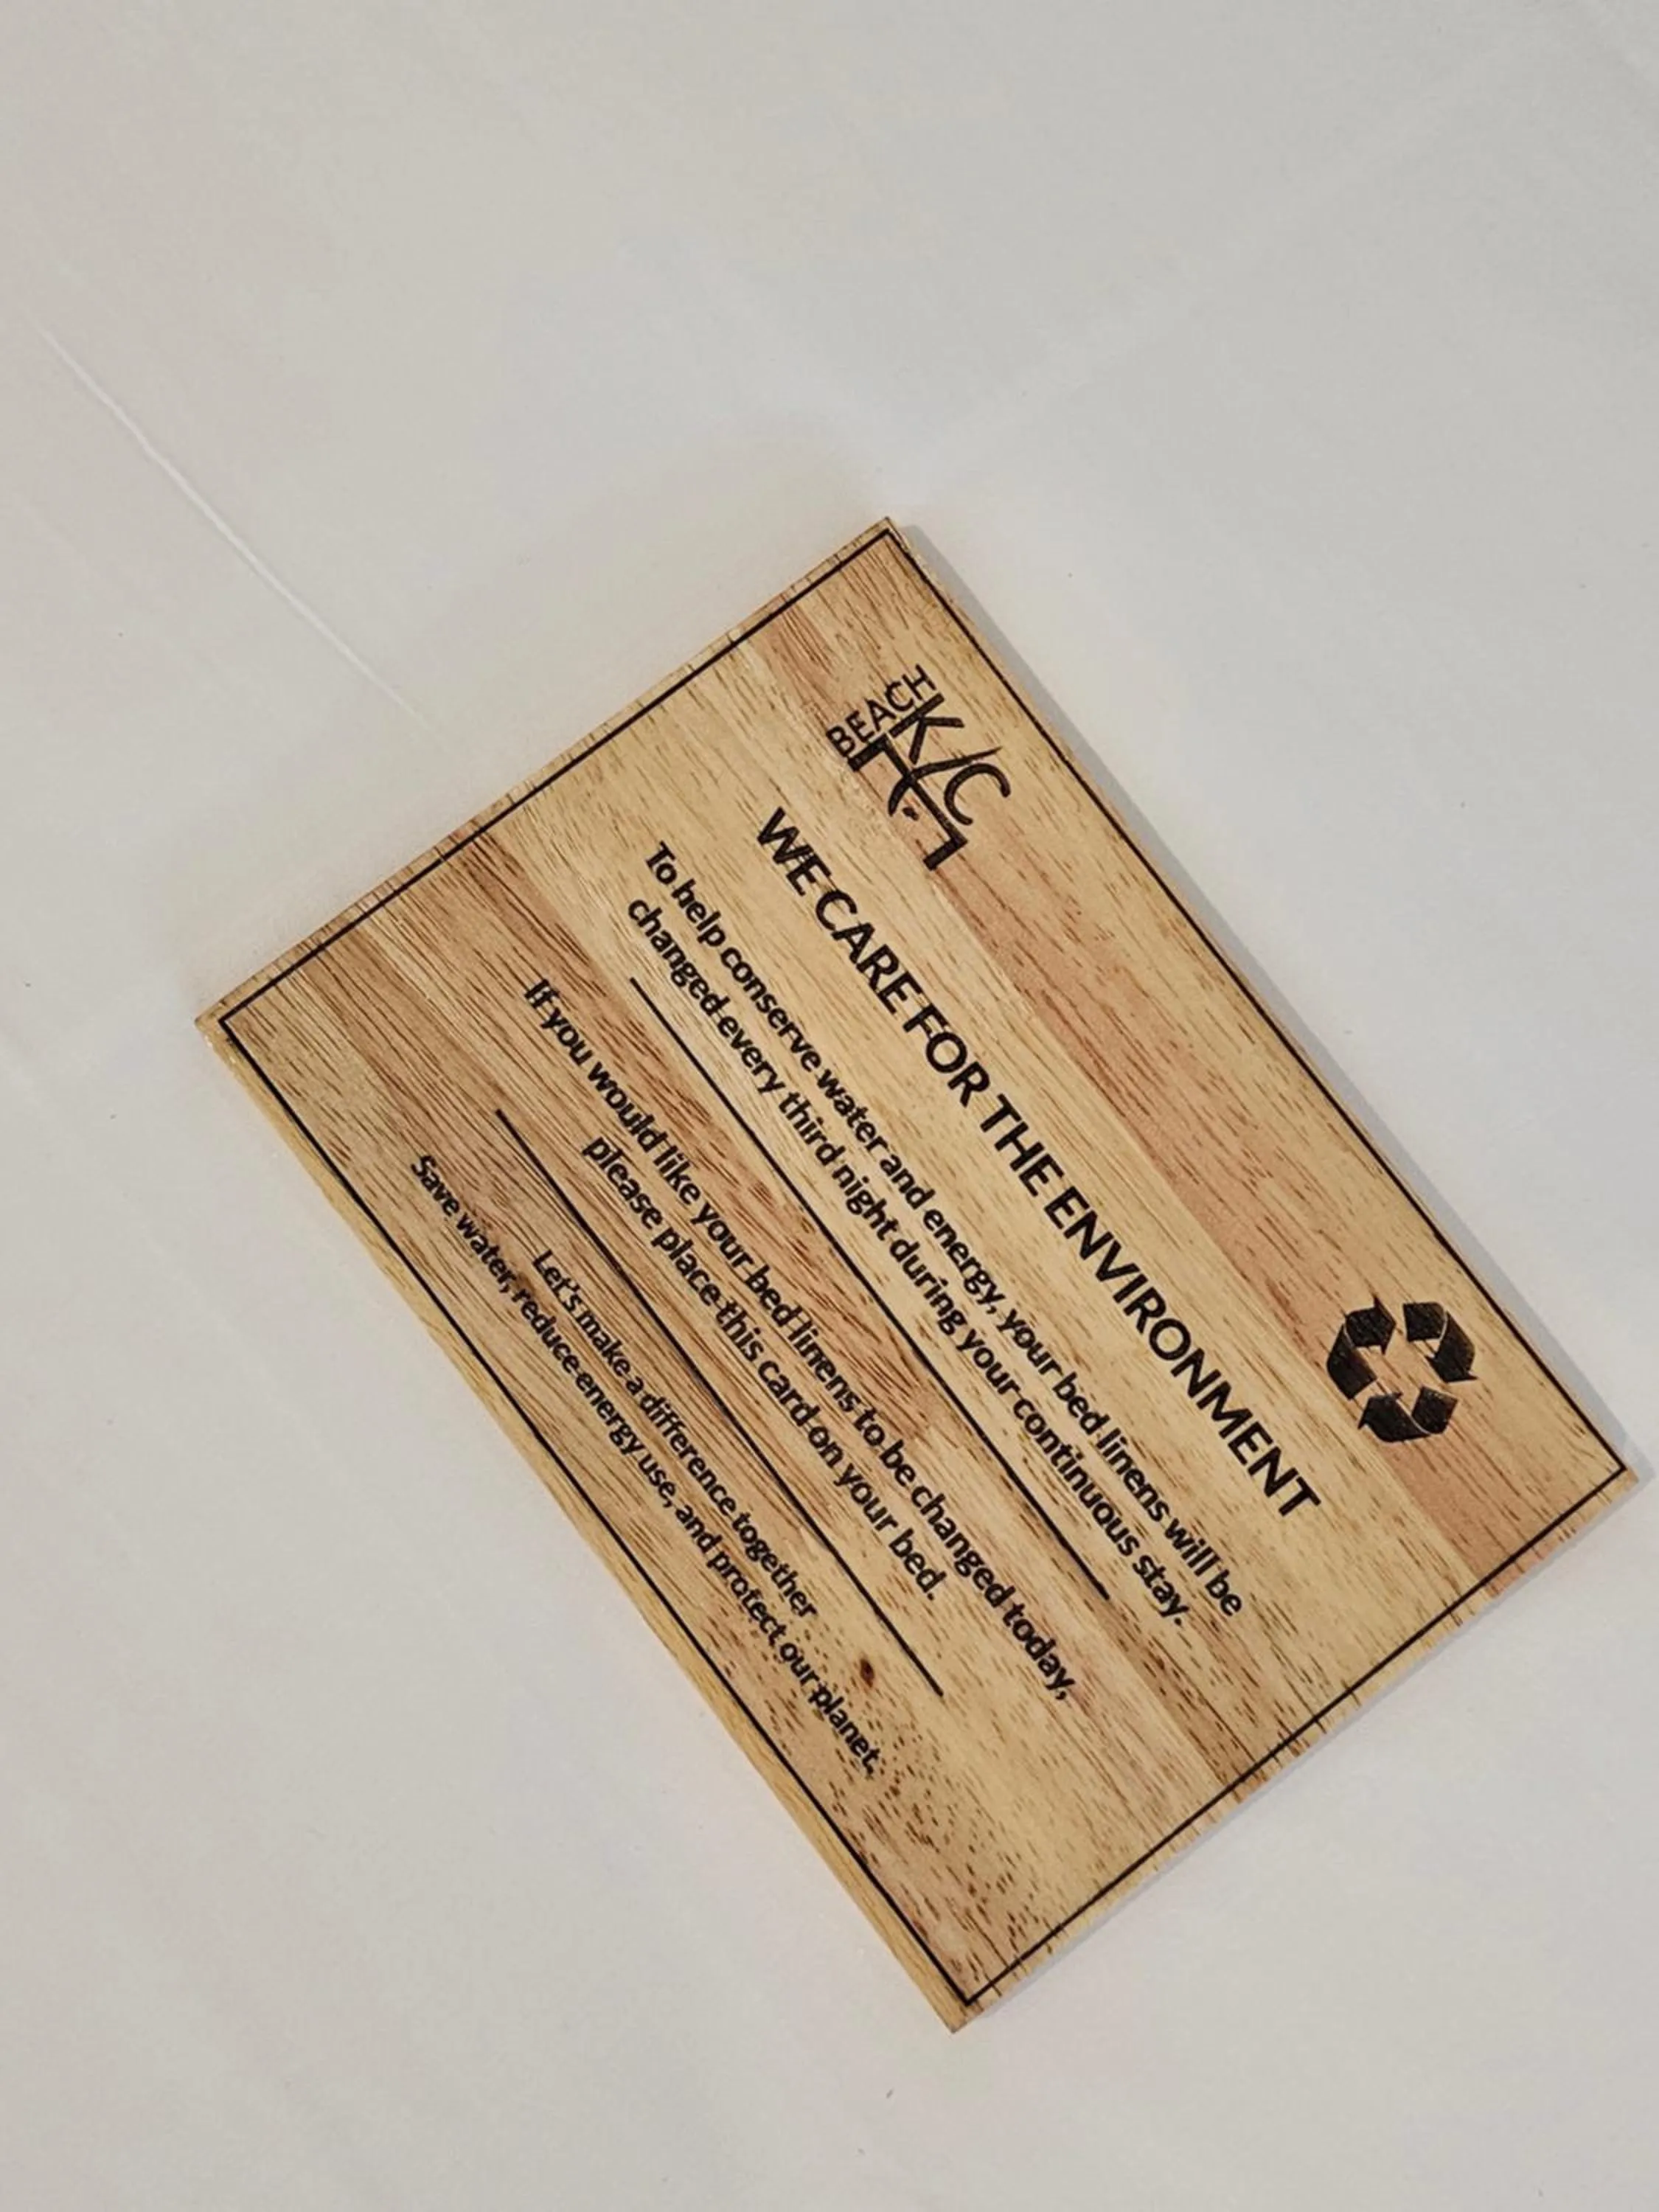 BEACH
K/C
WE CARE FOR THE ENVIRONMENT
To help conserve water and energy, your bed linens will be
changed every third night during your continuous stay.
If you would like your bed linens to be changed today,
please place this card on your bed.
Let's make a difference together
Save water, reduce energy use, and protect our planet.